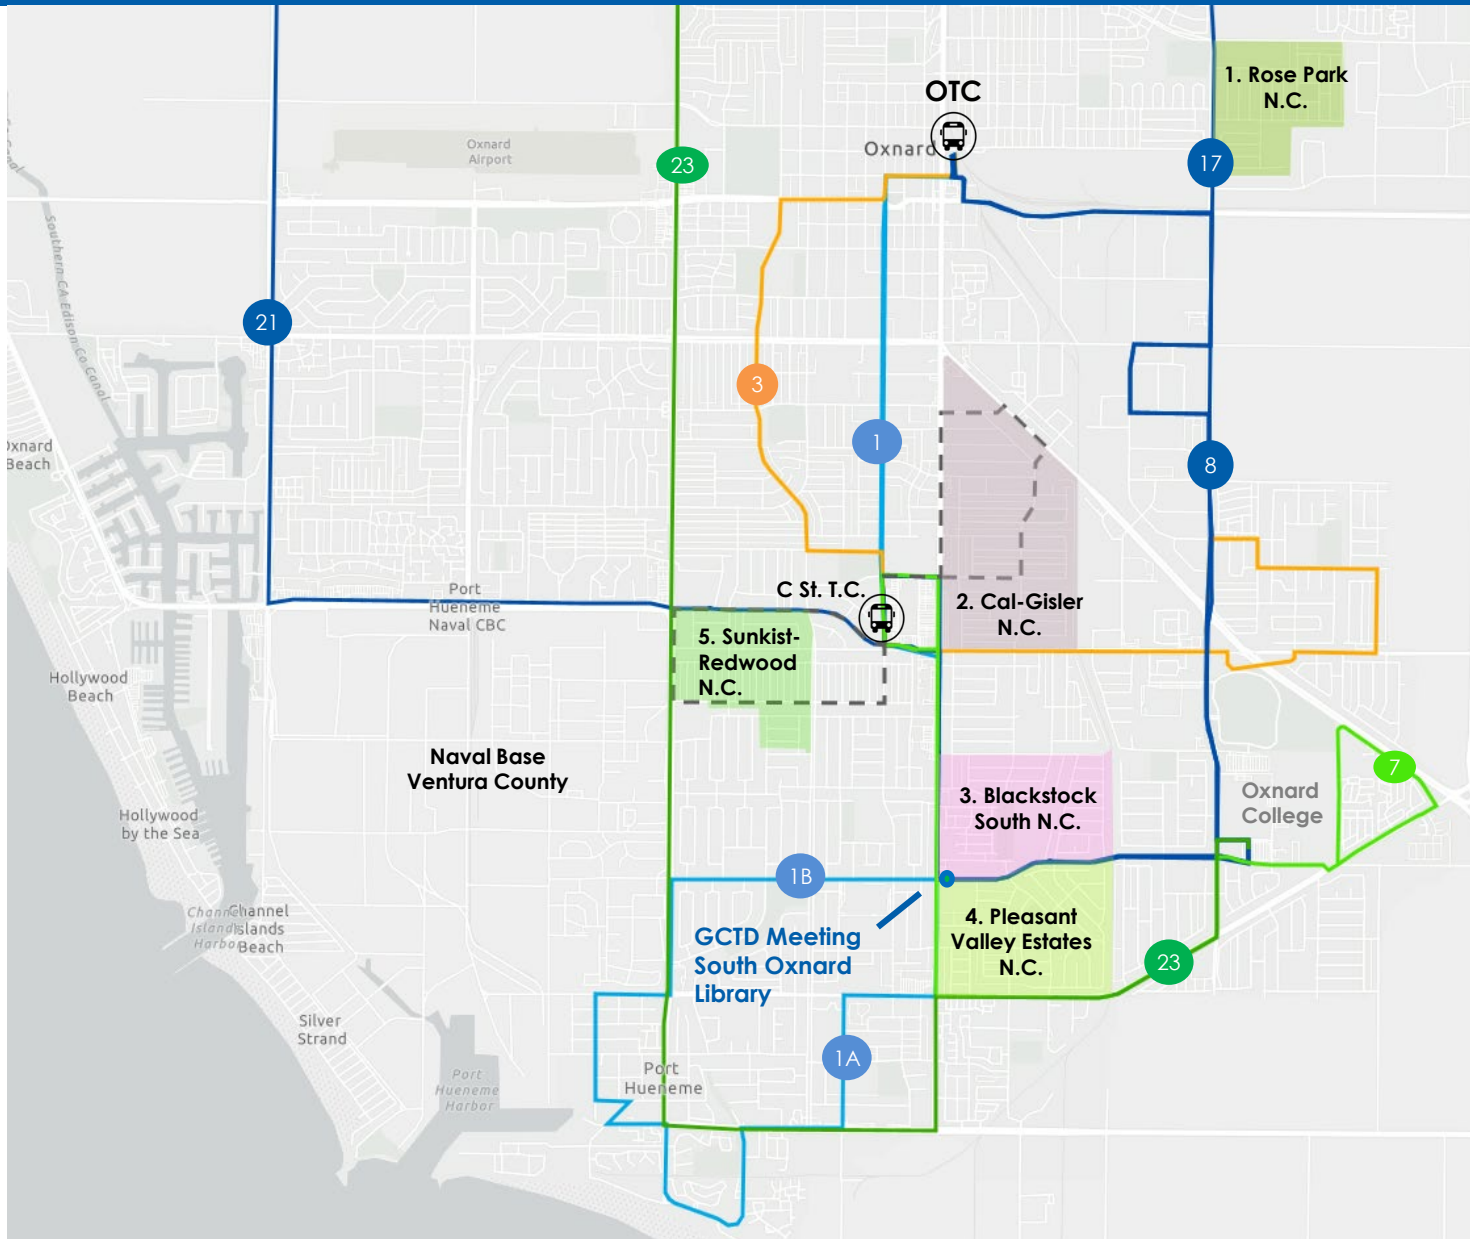 1. Rose Park
N.C.
OTC
Oxnard
Oxnard
Airport
23
17
Southern CA Edison Co Canal
21
3
1
8
Oxnard
Beach
C St. T.C.
Port
Hueneme
Naval CBC
2. Cal-Gisler
N.C.
5. Sunkist-
Redwood
N.C.
Hollywood
Beach
Naval Base
Ventura County
7
3. Blackstock
South N.C.
Oxnard
College
Hollywood
by the Sea
1B
Channel
Islands
Harbor
Channel
Islands
Beach
GCTD Meeting
South Oxnard
Library
4. Pleasant
Valley Estates
N.C.
23
Silver
Strand
1A
Port
Hueneme
Port
Hueneme
Harbor